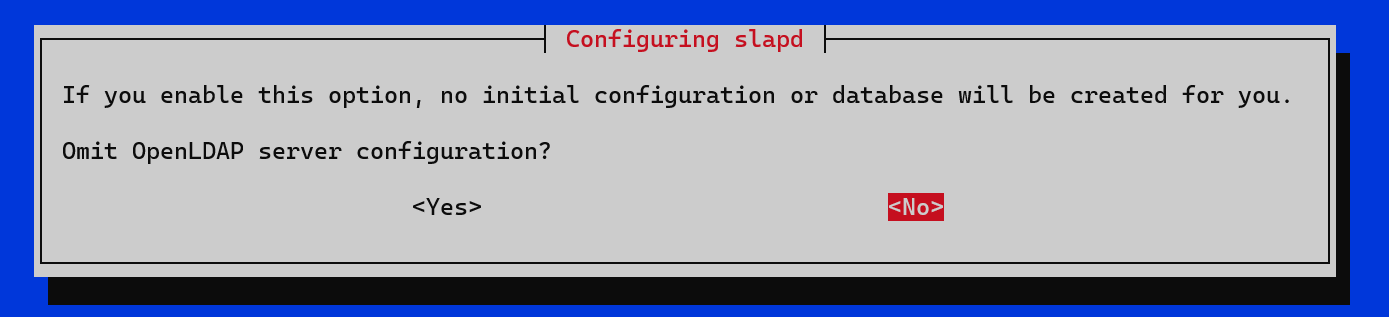 Configuring slapd
If you enable this option, no initial configuration or database will be created for you.
Omit OpenLDAP server configuration?
<Yes> <No>